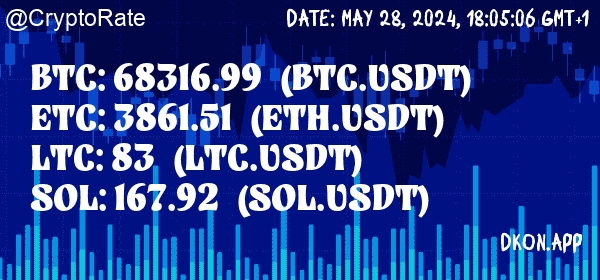 @CryptoRate
DATE: MAY 28, 2024, 18:05:06 GMT+1
BTC: 68316.99 (BTC.USDT)
ETC: 3861.51 (ETH.USDT)
LTC: 83 (LTC.USDT)
SOL: 167.92 (SOL.USDT)
DKON.APP